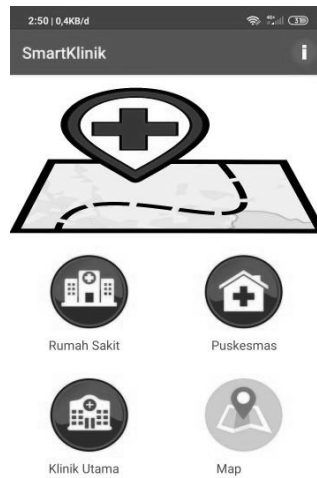 2:50 | 0,4KB/d
SmartKlinik
Rumah Sakit
Puskesmas
Klinik Utama
Map